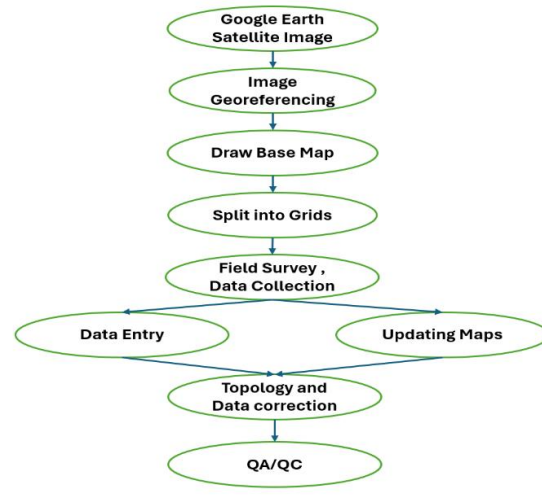 Google Earth
Satellite Image
Image
Georeferencing
Draw Base Map
Split into Grids
Field Survey ,
Data Collection
Data Entry
Updating Maps
Topology and
Data correction
QA/QC